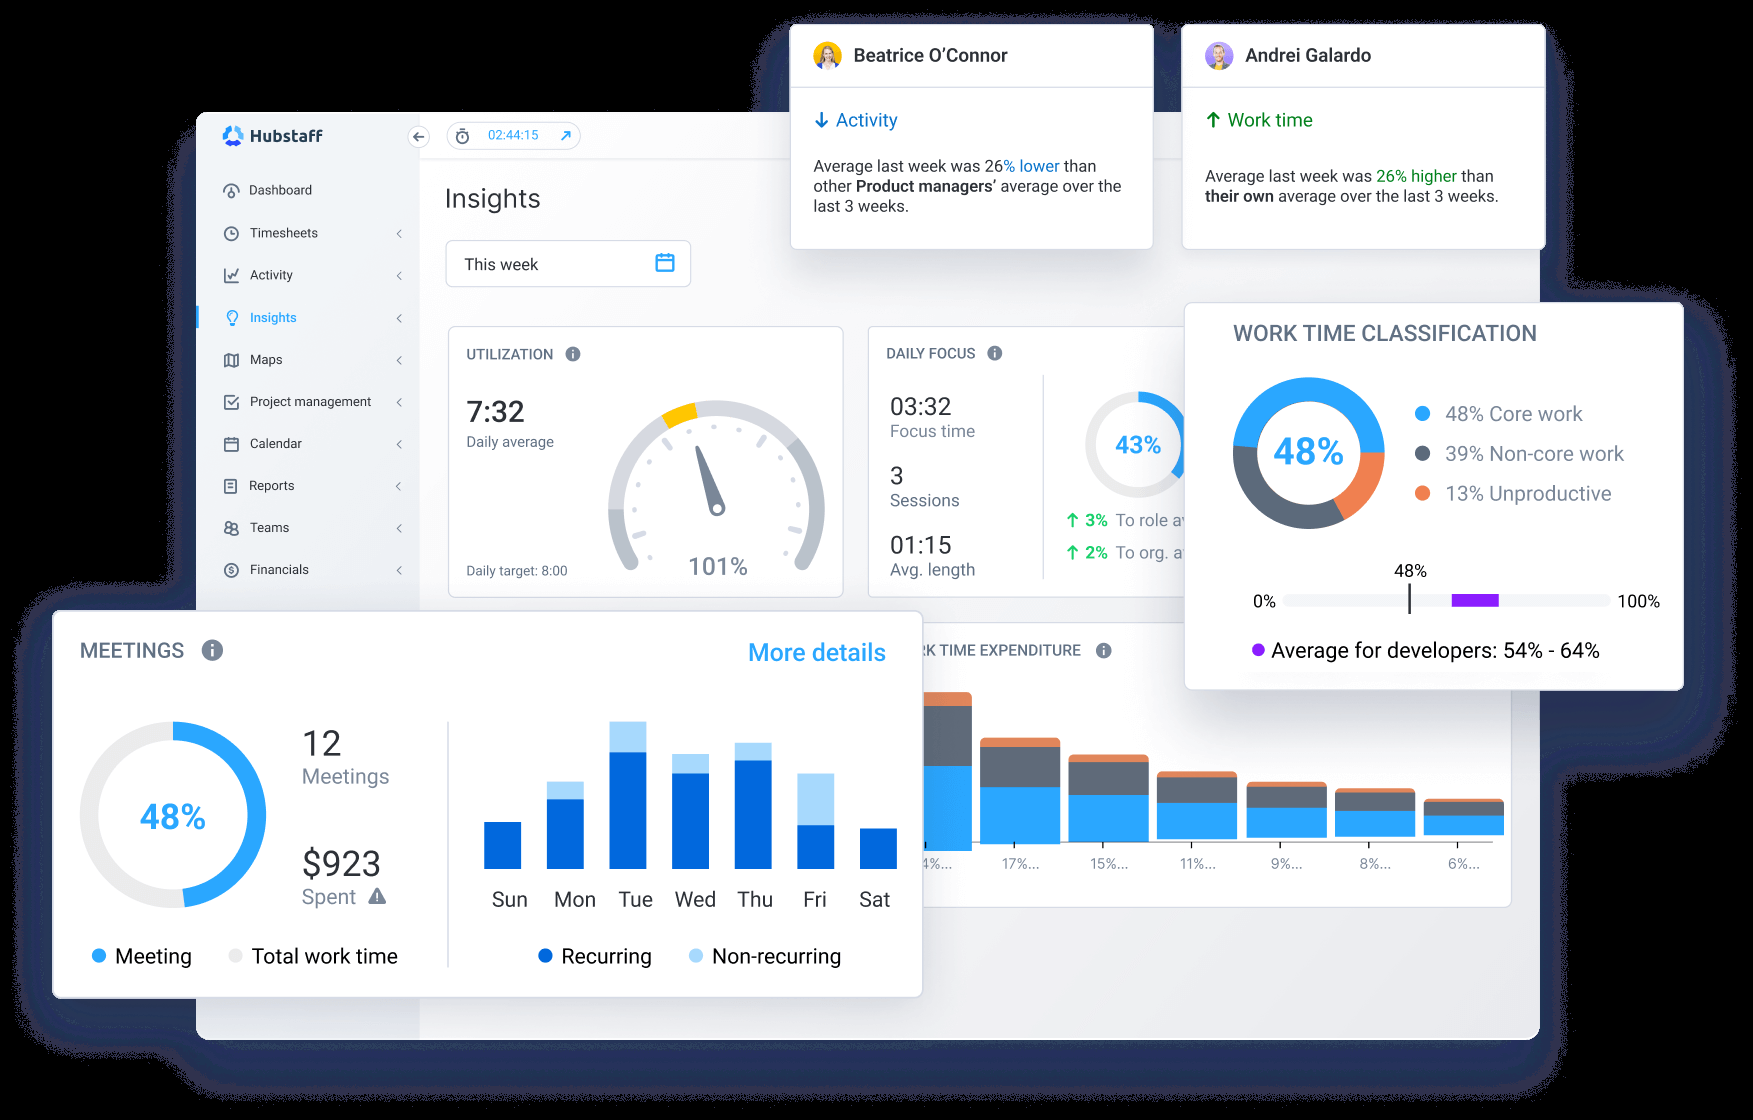 Beatrice O’Connor
Activity
Average last week was 26% lower than
other Product managers’ average over the
last 3 weeks.
Andrei Galardo
Work time
Average last week was 26% higher than
their own average over the last 3 weeks.
Hubstaff
02:44:15
Dashboard
Timesheets
Activity
Insights
Maps
Project management
Calendar
Reports
Teams
Financials
Insights
This week
UTILIZATION
7:32
Daily average
Daily target: 8:00
101%
DAILY FOCUS
03:32
Focus time
3
Sessions
01:15
Avg. length
43%
3% To role av
2% To org. a
WORK TIME CLASSIFICATION
48%
48% Core work
39% Non-core work
13% Unproductive
48%
0%
100%
Average for developers: 54% - 64%
MEETINGS
More details
48%
12
Meetings
$923
Spent
Meeting
Total work time
Sun Mon Tue Wed Thu Fri Sat
Recurring
Non-recurring
RK TIME EXPENDITURE
4%... 17%... 15%... 11%... 9%... 8%... 6%...